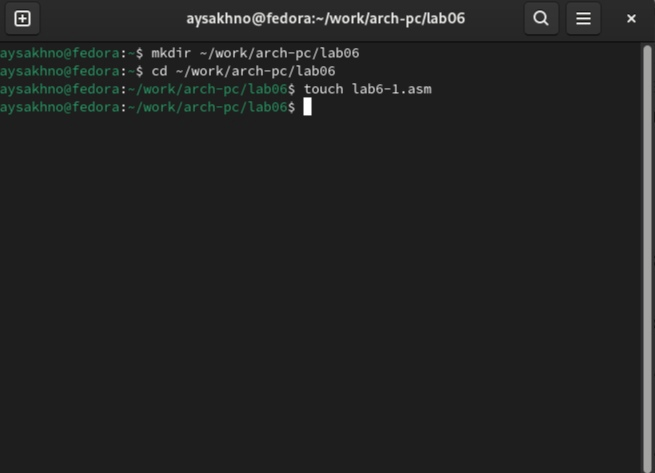 aysakhno@fedora:~/work/arch-pc/lab06
aysakhno@fedora:~$ mkdir ~/work/arch-pc/lab06
aysakhno@fedora:~$ cd ~/work/arch-pc/lab06
aysakhno@fedora:~/work/arch-pc/lab06$ touch lab6-1.asm
aysakhno@fedora:~/work/arch-pc/lab06$